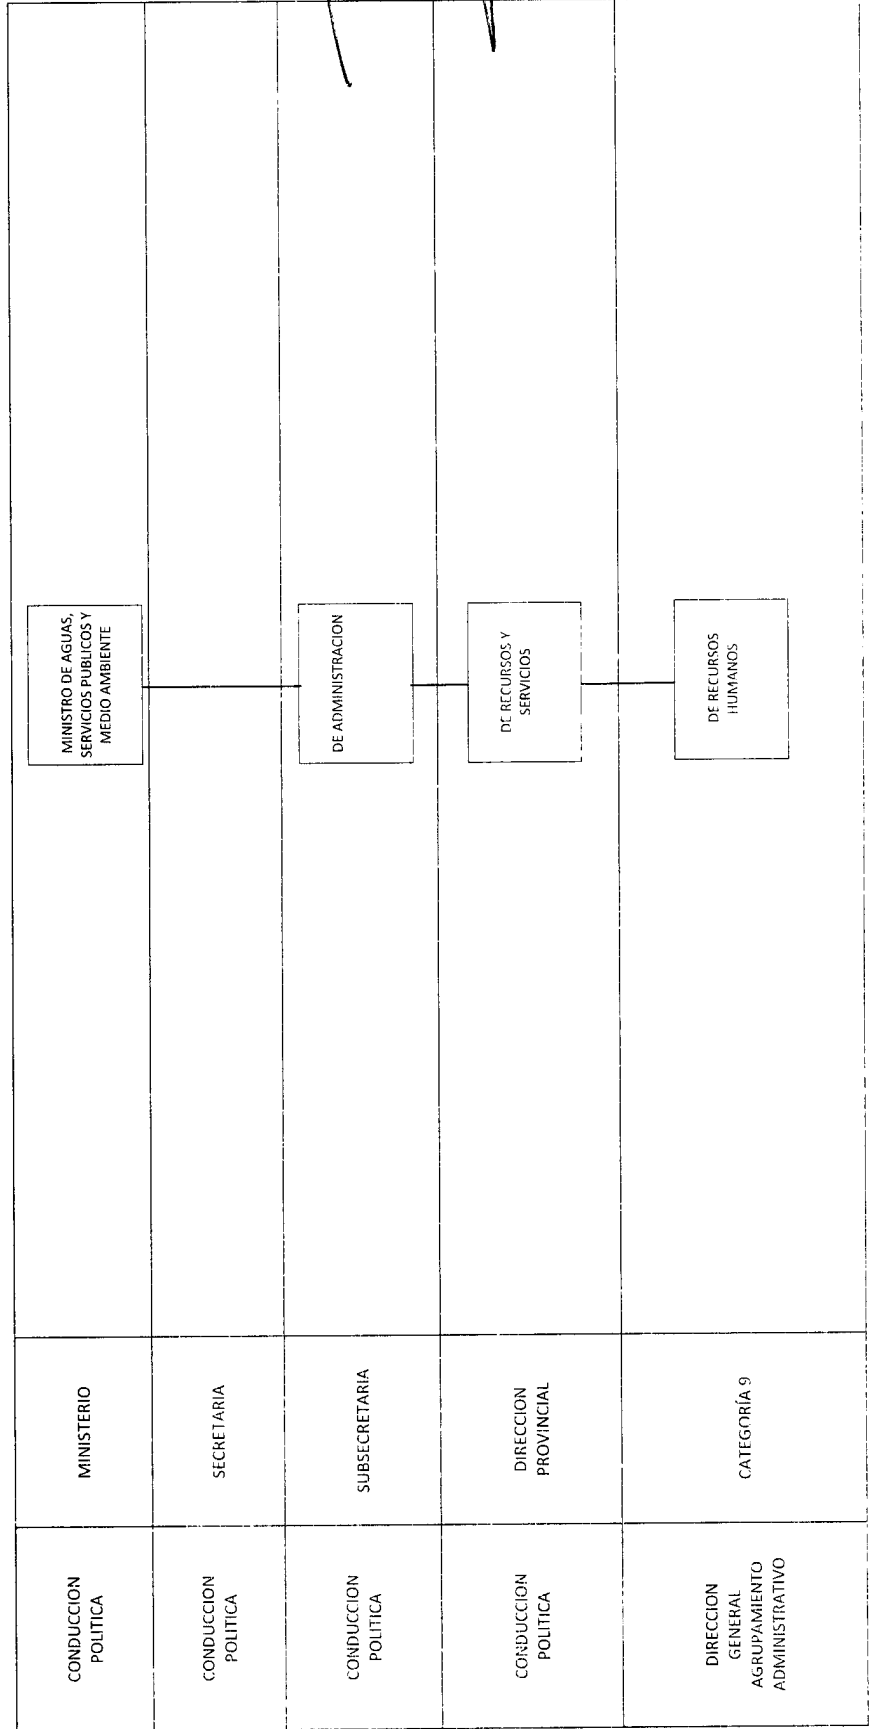 CONDUCCION
POLITICA
MINISTERIO
MINISTRO DE AGUAS,
SERVICIOS PUBLICOS Y
MEDIO AMBIENTE
CONDUCCION
POLITICA
SECRETARIA
CONDUCCION
POLITICA
SUBSECRETARIA
DE ADMINISTRACION
CONDUCCION
POLITICA
DIRECCION
PROVINCIAL
DE RECURSOS Y
SERVICIOS
DIRECCION
GENERAL
AGRUPAMIENTO
ADMINISTRATIVO
CATEGORÍA 9
DE RECURSOS
HUMANOS